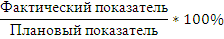 Фактический показатель
Плановый показатель
* 100%